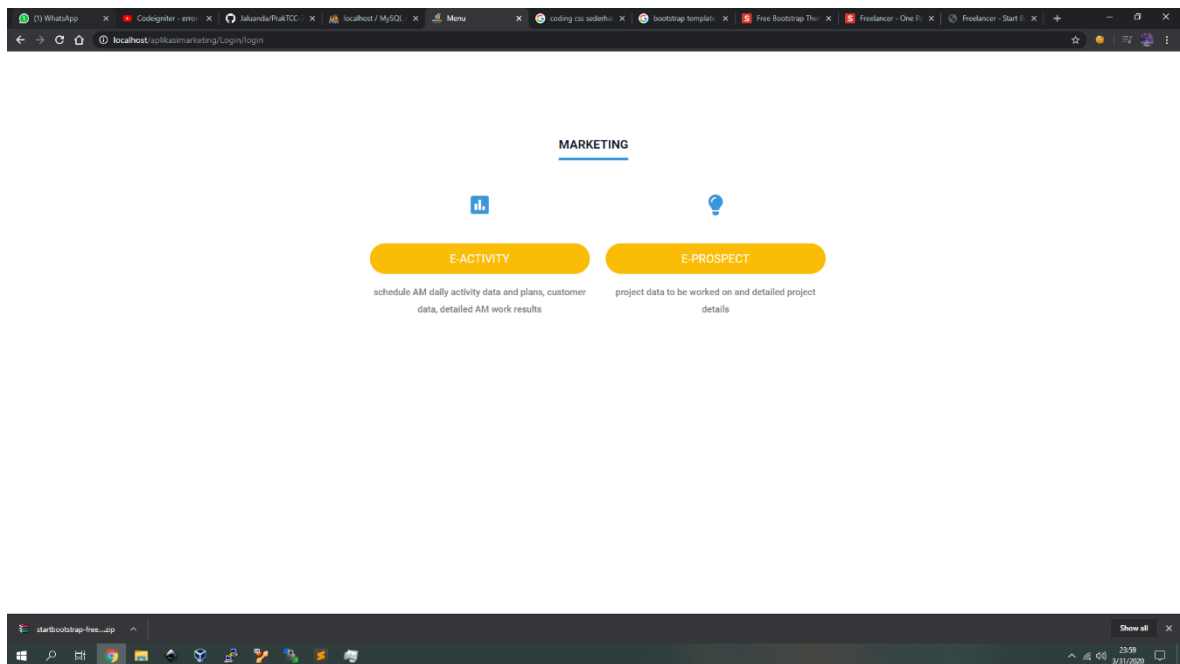 (1) WhatsApp
Codeigniter - error
Jaluanda/PrakTCC-
localhost / MySQL
Menu
coding css sederha
bootstrap template
Free Bootstrap The
Freelancer - One P
Freelancer - Start B
localhost/aplikasimarketing/Login/login
MARKETING
E-ACTIVITY
E-PROSPECT
schedule AM daily activity data and plans, customer
data, detailed AM work results
project data to be worked on and detailed project
details
startbootstrap-free....zip
Show all
23:59
3/31/2020